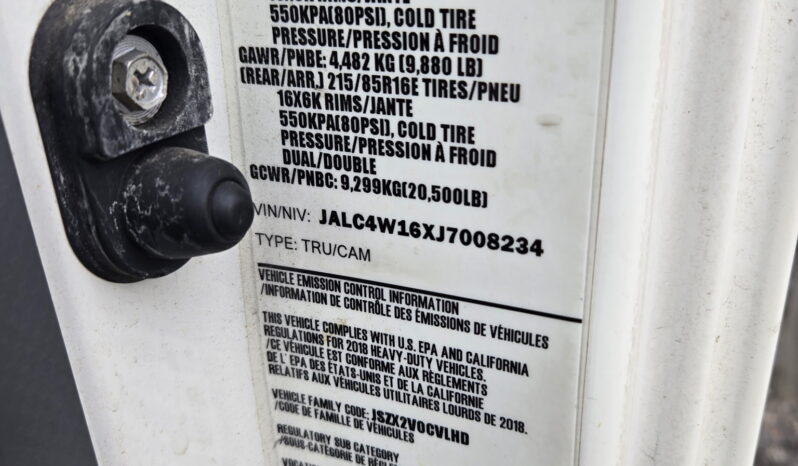 550KPA(80PSI), COLD TIRE
PRESSURE/PRESSION À FROID
GAWR/PNBE: 4,482 KG (9,880 LB)
(REAR/ARR.) 215/85R16E TIRES/PNEU
16X6K RIMS/JANTE
550KPA(80PSI), COLD TIRE
PRESSURE/PRESSION À FROID
DUAL/DOUBLE
GCWR/PNBC: 9,299KG(20,500LB)
VIN/NIV: JALC4W16XJ7008234
TYPE: TRU/CAM
VEHICLE EMISSION CONTROL INFORMATION
/INFORMATION DE CONTRÔLE DES ÉMISSIONS DE VÉHICULES
THIS VEHICLE COMPLIES WITH U.S. EPA AND CALIFORNIA
REGULATIONS FOR 2018 HEAVY-DUTY VEHICLES.
/CE VÉHICULE EST CONFORME AUX RÈGLEMENTS
DE L' EPA DES ÉTATS-UNIS ET DE LA CALIFORNIE
RELATIFS AUX VÉHICULES UTILITAIRES LOURDS DE 2018.
VEHICLE FAMILY CODE: JSZX2VOCVLHD
/CODE DE FAMILLE DE VÉHICULES
REGULATORY SUB CATEGORY
/SOUS-CATÉGORIE DE